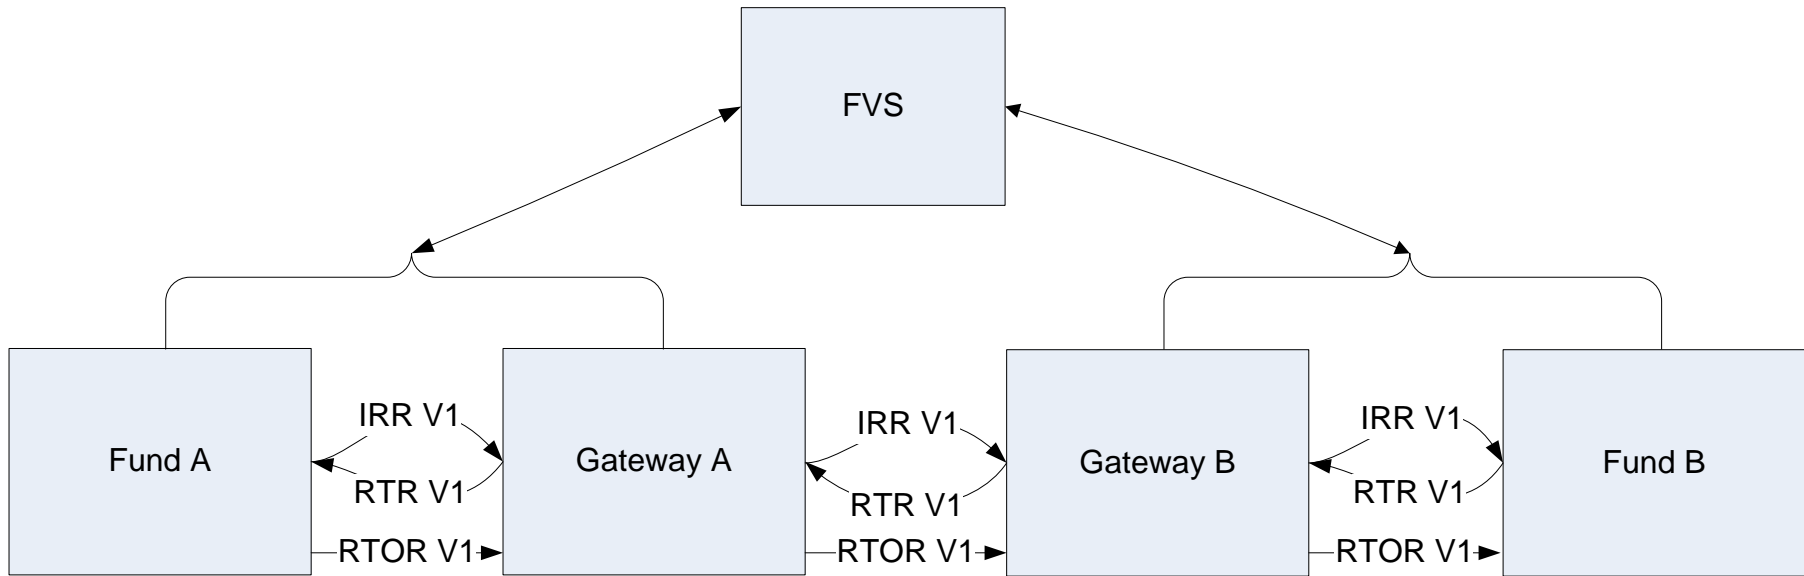 FVS
Fund A
IRR V1
RTR V1
RTOR V1
Gateway A
IRR V1
RTR V1
RTOR V1
Gateway B
IRR V1
RTR V1
RTOR V1
Fund B